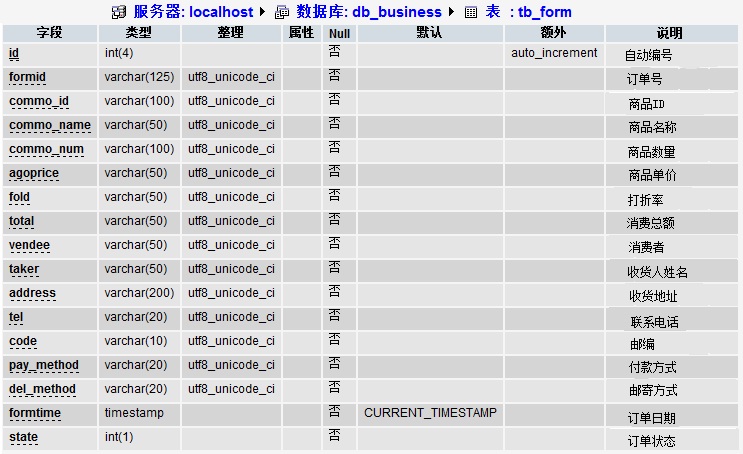 服务器: localhost ▶ 数据库: db_business ▶ 表 : tb_form
字段 类型 整理 属性 Null 默认 额外 说明
id int(4) 否 auto_increment 自动编号
formid varchar(125) utf8_unicode_ci 否 订单号
commo_id varchar(100) utf8_unicode_ci 否 商品ID
commo_name varchar(50) utf8_unicode_ci 否 商品名称
commo_num varchar(100) utf8_unicode_ci 否 商品数量
agoprice varchar(50) utf8_unicode_ci 否 商品单价
fold varchar(50) utf8_unicode_ci 否 打折率
total varchar(50) utf8_unicode_ci 否 消费总额
vendee varchar(50) utf8_unicode_ci 否 消费者
taker varchar(50) utf8_unicode_ci 否 收货人姓名
address varchar(200) utf8_unicode_ci 否 收货地址
tel varchar(20) utf8_unicode_ci 否 联系电话
code varchar(10) utf8_unicode_ci 否 邮编
pay_method varchar(20) utf8_unicode_ci 否 付款方式
del_method varchar(20) utf8_unicode_ci 否 邮寄方式
formtime timestamp 否 CURRENT_TIMESTAMP 订单日期
state int(1) 否 订单状态